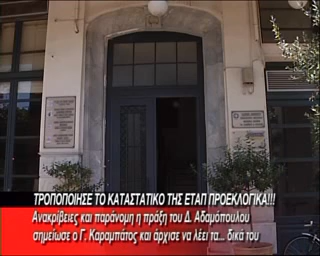 ΤΡΟΠΟΠΟΙΗΣΕ ΤΟ ΚΑΤΑΣΤΑΤΙΚΟ ΤΗΣ ΕΤΑΠ ΠΡΟΕΚΛΟΓΙΚΑ!!!
Ανακρίβειες και παράνομη η πράξη του Δ. Αδαμόπουλου
σημείωσε ο Γ. Καραμπάτος και άρχισε να λέει τα... δικά του